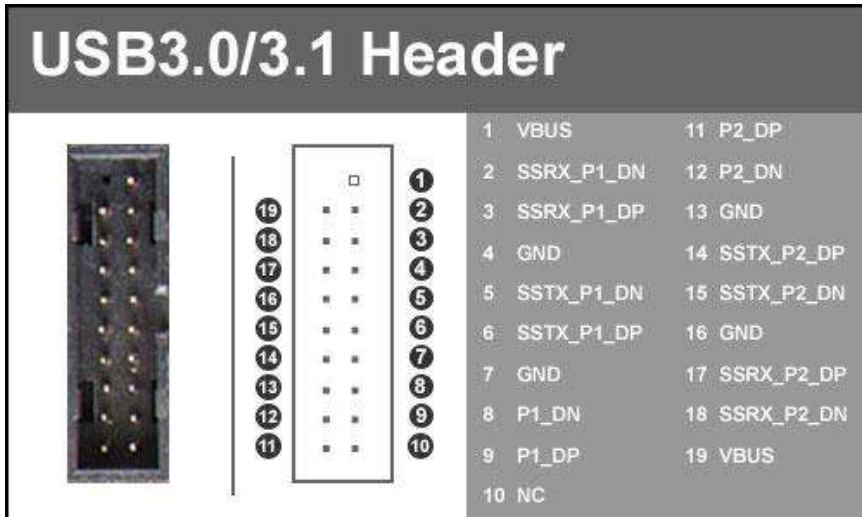 USB3.0/3.1 Header
1
19 2
18 3
17 4
16 5
15 6
14 7
13 8
12 9
11 10
1 VBUS 11 P2_DP
2 SSRX_P1_DN 12 P2_DN
3 SSRX_P1_DP 13 GND
4 GND 14 SSTX_P2_DP
5 SSTX_P1_DN 15 SSTX_P2_DN
6 SSTX_P1_DP 16 GND
7 GND 17 SSRX_P2_DP
8 P1_DN 18 SSRX_P2_DN
9 P1_DP 19 VBUS
10 NC